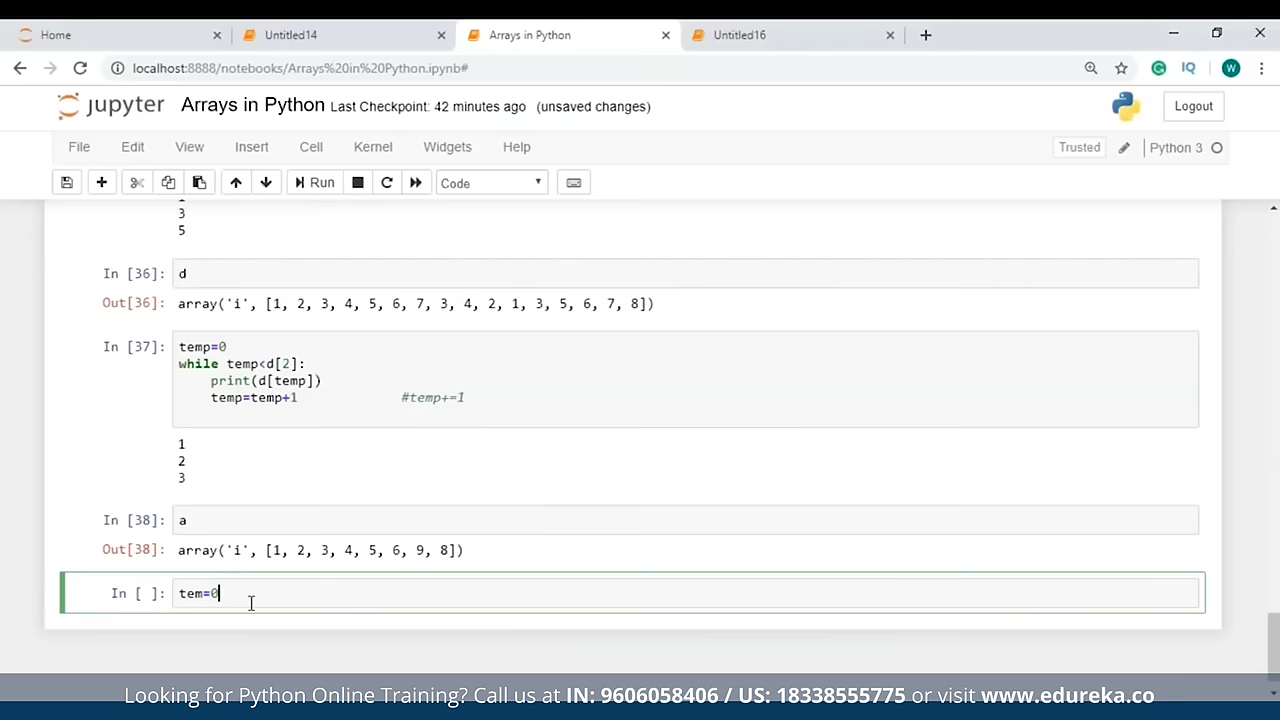 Home
Untitled14
Arrays in Python
Untitled16
localhost:8888/notebooks/Arrays%20in%20Python.ipynb#
IQ
W
jupyter Arrays in Python Last Checkpoint: 42 minutes ago (unsaved changes)
Logout
File Edit View Insert Cell Kernel Widgets Help
Trusted Python 3
Run Code
3
5
In [36]: d
Out[36]: array('i', [1, 2, 3, 4, 5, 6, 7, 3, 4, 2, 1, 3, 5, 6, 7, 8])
In [37]: temp=0
while temp<d[2]:
print(d[temp])
temp=temp+1 #temp+=1
1
2
3
In [38]: a
Out[38]: array('i', [1, 2, 3, 4, 5, 6, 9, 8])
In [ ]: tem=0
Looking for Python Online Training? Call us at IN: 9606058406 / US: 18338555775 or visit www.edureka.co